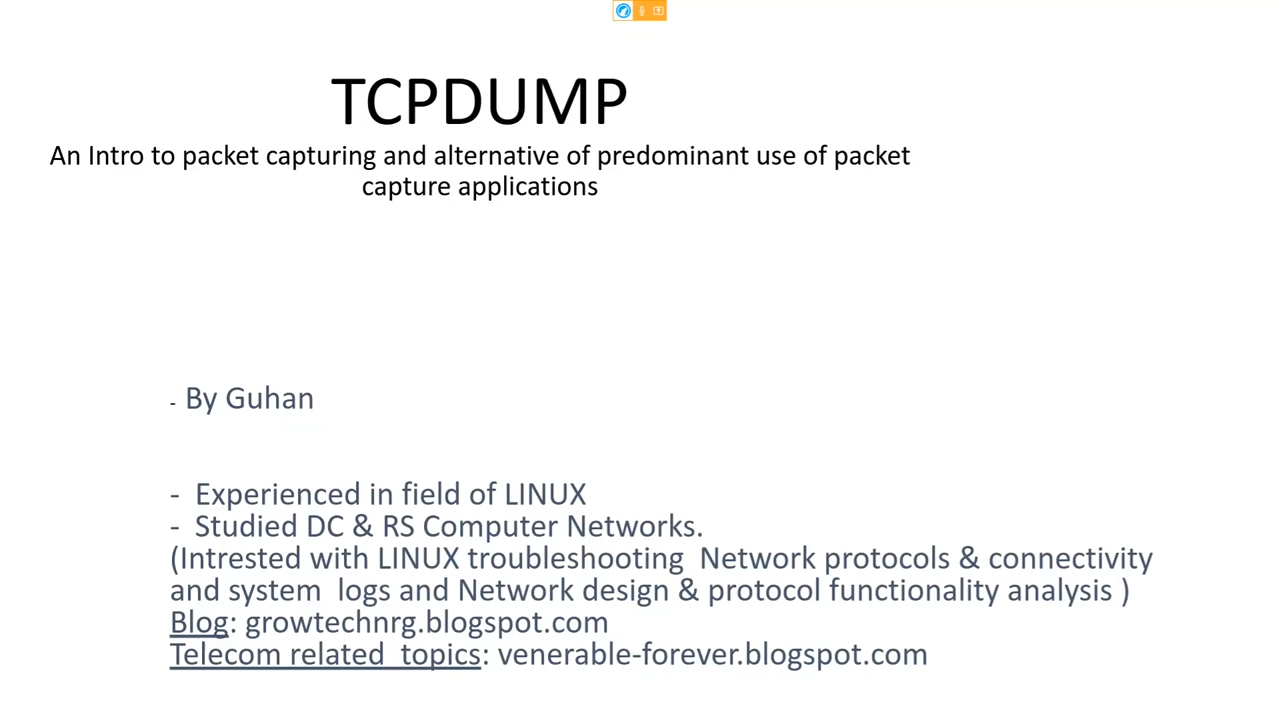 TCPDUMP
An Intro to packet capturing and alternative of predominant use of packet
capture applications
- By Guhan
- Experienced in field of LINUX
- Studied DC & RS Computer Networks.
(Intrested with LINUX troubleshooting Network protocols & connectivity
and system logs and Network design & protocol functionality analysis )
Blog: growtechnrg.blogspot.com
Telecom related topics: venerable-forever.blogspot.com